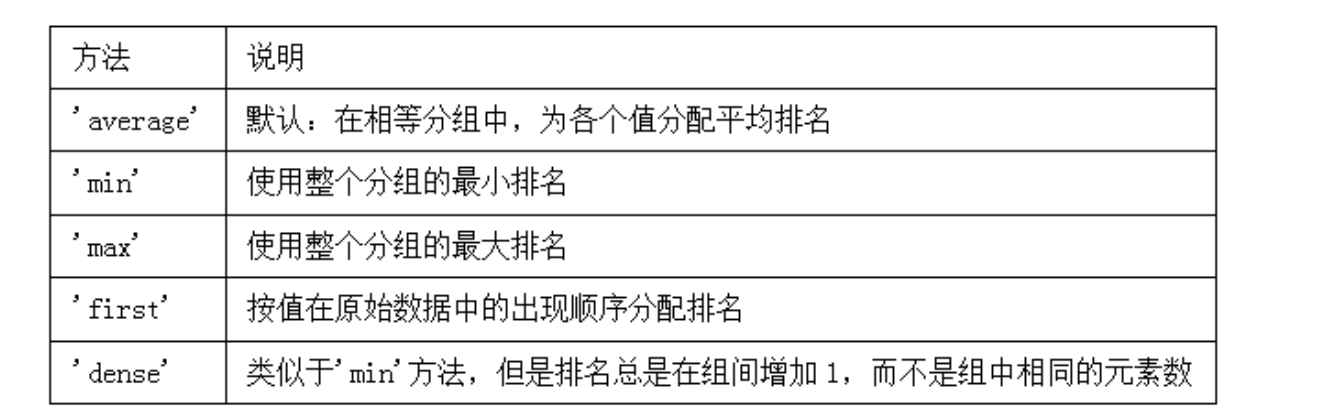 方法 说明
'average' 默认：在相等分组中，为各个值分配平均排名
'min' 使用整个分组的最小排名
'max' 使用整个分组的最大排名
'first' 按值在原始数据中的出现顺序分配排名
'dense' 类似于'min'方法，但是排名总是在组间增加1，而不是组中相同的元素数